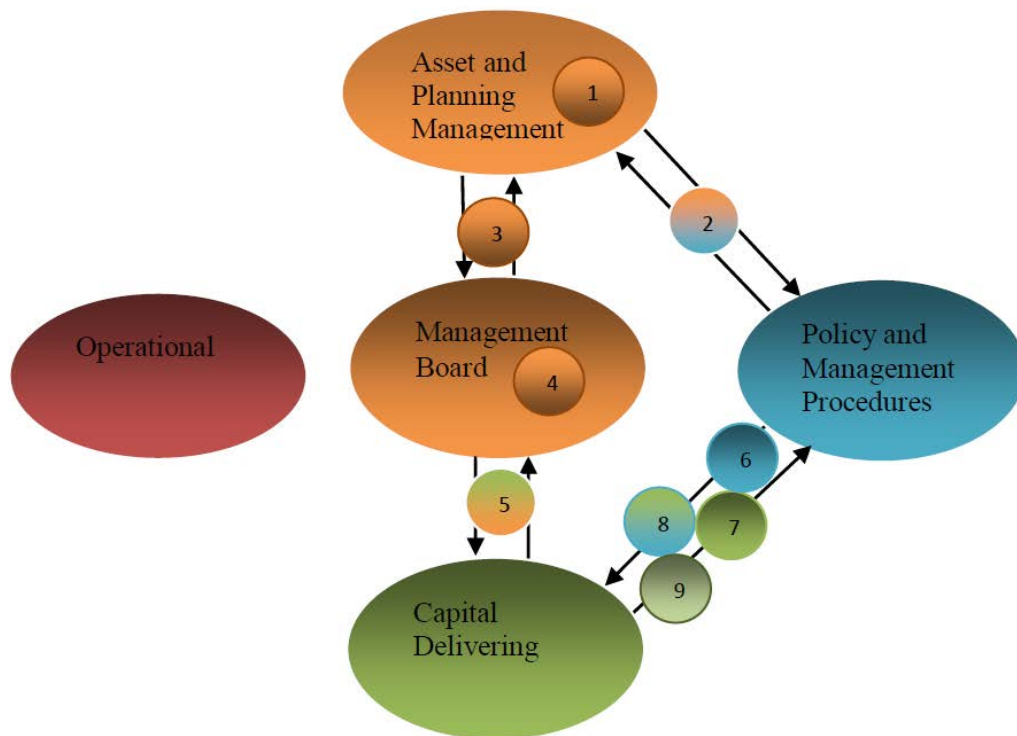 Asset and
Planning
Management
1
2
3
Operational
Management
Board
4
Policy and
Management
Procedures
5
6
7
8
9
Capital
Delivering